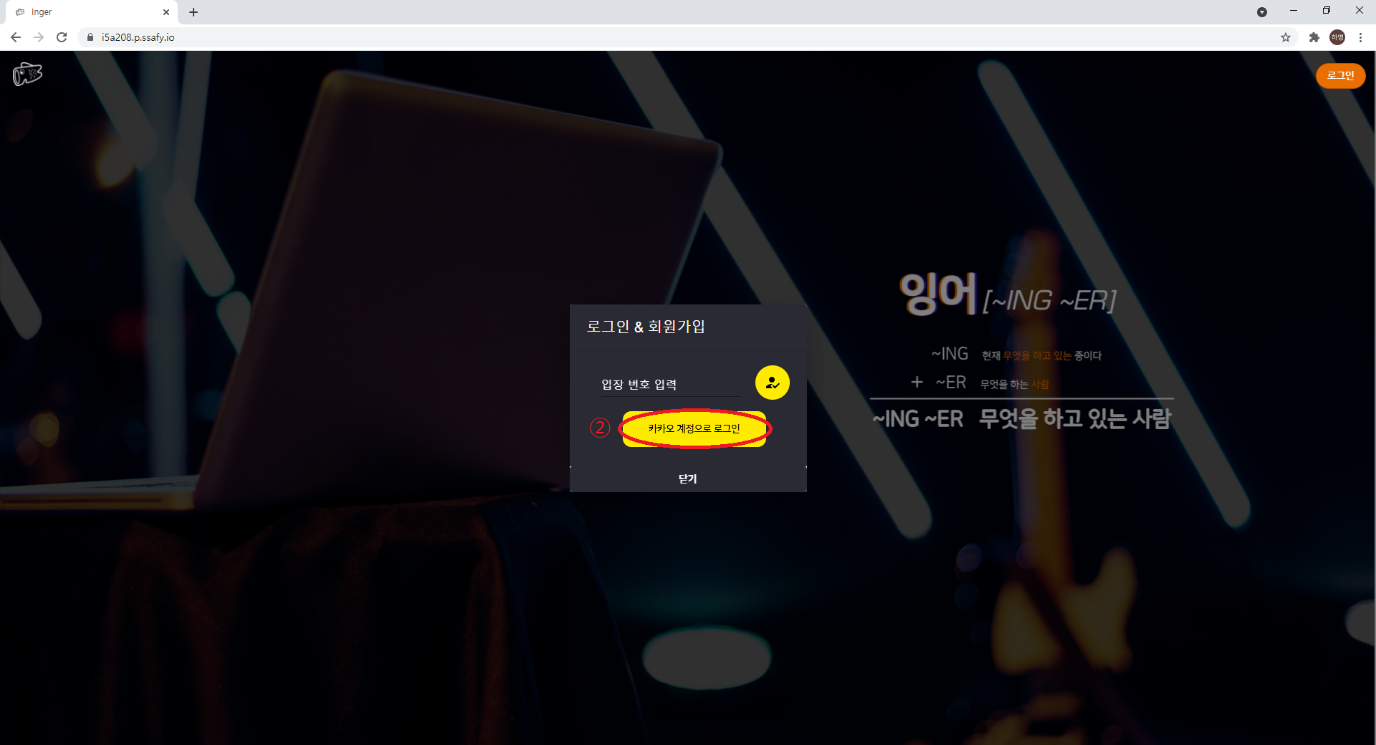 Inger
i5a208.p.ssafy.io
하영
로그인
잉어 [~ING ~ER]
~ING 현재 무엇을 하고 있는 중이다
+ ~ER 무엇을 하는 사람
~ING ~ER 무엇을 하고 있는 사람
로그인 & 회원가입
입장 번호 입력
② 카카오 계정으로 로그인
닫기